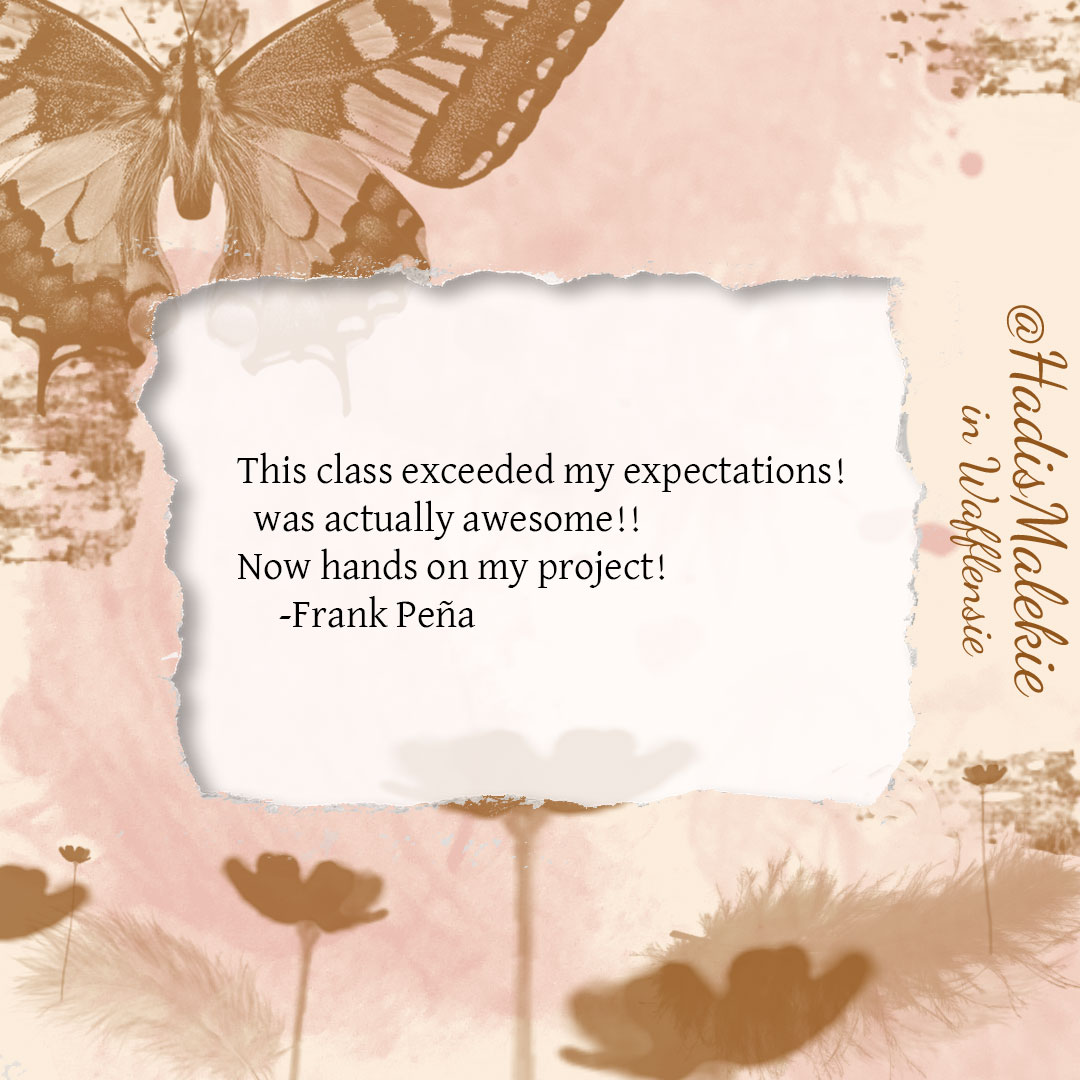 This class exceeded my expectations!
was actually awesome!!
Now hands on my project!
-Frank Peña
@HadisMalekie
in Wafflensie